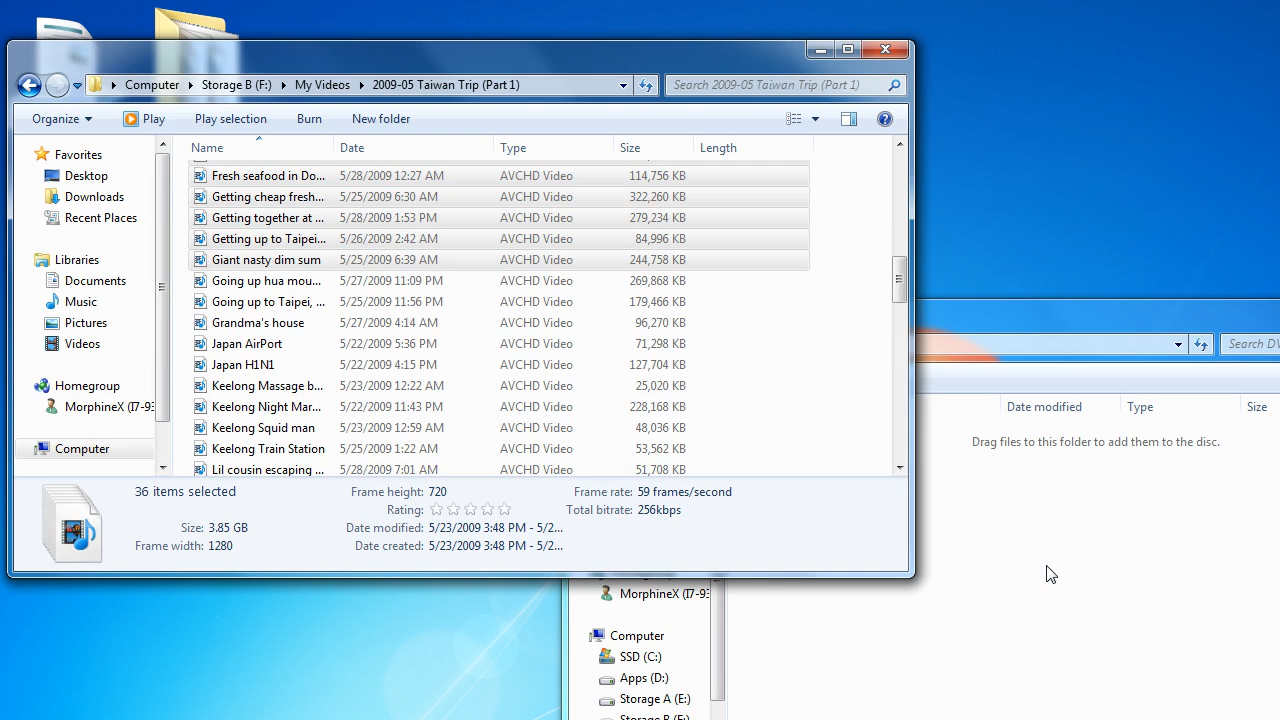 Computer Storage B (F:) My Videos 2009-05 Taiwan Trip (Part 1) Search 2009-05 Taiwan Trip (Part 1)
Organize Play Play selection Burn New folder
Name Date Type Size Length
Favorites
Desktop
Downloads
Recent Places
Libraries
Documents
Music
Pictures
Videos
Homegroup
MorphineX (I7-93
Computer
Fresh seafood in Do... 5/28/2009 12:27 AM AVCHD Video 114,756 KB
Getting cheap fresh... 5/25/2009 6:30 AM AVCHD Video 322,260 KB
Getting together at ... 5/28/2009 1:53 PM AVCHD Video 279,234 KB
Getting up to Taipei... 5/26/2009 2:42 AM AVCHD Video 84,996 KB
Giant nasty dim sum 5/25/2009 6:39 AM AVCHD Video 244,758 KB
Going up hua mou... 5/27/2009 11:09 PM AVCHD Video 269,868 KB
Going up to Taipei, ... 5/25/2009 11:56 PM AVCHD Video 179,466 KB
Grandma's house 5/27/2009 4:14 AM AVCHD Video 96,270 KB
Japan AirPort 5/22/2009 5:36 PM AVCHD Video 71,298 KB
Japan H1N1 5/22/2009 4:15 PM AVCHD Video 127,704 KB
Keelong Massage b... 5/23/2009 12:22 AM AVCHD Video 25,020 KB
Keelong Night Mar... 5/22/2009 11:43 PM AVCHD Video 228,168 KB
Keelong Squid man 5/23/2009 12:59 AM AVCHD Video 48,036 KB
Keelong Train Station 5/25/2009 1:22 AM AVCHD Video 53,562 KB
Lil cousin escaping ... 5/28/2009 7:01 AM AVCHD Video 51,708 KB
36 items selected Frame height: 720 Frame rate: 59 frames/second
Rating: Total bitrate: 256kbps
Size: 3.85 GB Date modified: 5/23/2009 3:48 PM - 5/2...
Frame width: 1280 Date created: 5/23/2009 3:48 PM - 5/2...
Search DV
Date modified Type Size
Drag files to this folder to add them to the disc.
MorphineX (I7-93
Computer
SSD (C:)
Apps (D:)
Storage A (E:)
Storage B (F:)